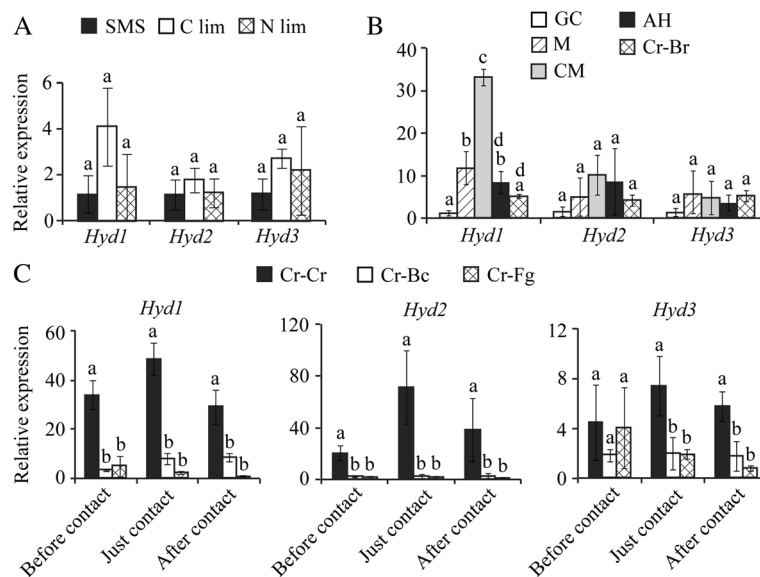 A
SMS C lim N lim
Relative expression
6
4
2
0
a a a a a a a a a
Hyd1 Hyd2 Hyd3
B
GC AH
M Cr-Br
CM
40
30
20
10
0
a b c b d a d a a a a a a a a a a
Hyd1 Hyd2 Hyd3
C
Cr-Cr Cr-Bc Cr-Fg
Relative expression
Hyd1
60
40
20
0
a b b a b b a b b
Before contact Just contact After contact
Hyd2
120
80
40
0
a b b a b b a b b
Before contact Just contact After contact
Hyd3
12
8
4
0
a a a a b b a b b
Before contact Just contact After contact